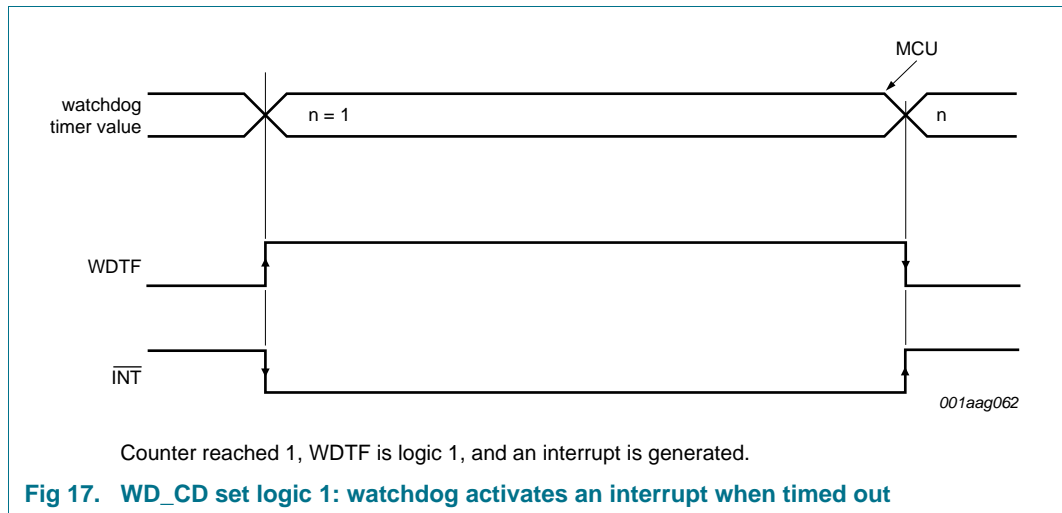 MCU
watchdog
timer value
n = 1
n
WDTF
INT
001aag062
Counter reached 1, WDTF is logic 1, and an interrupt is generated.
Fig 17. WD_CD set logic 1: watchdog activates an interrupt when timed out